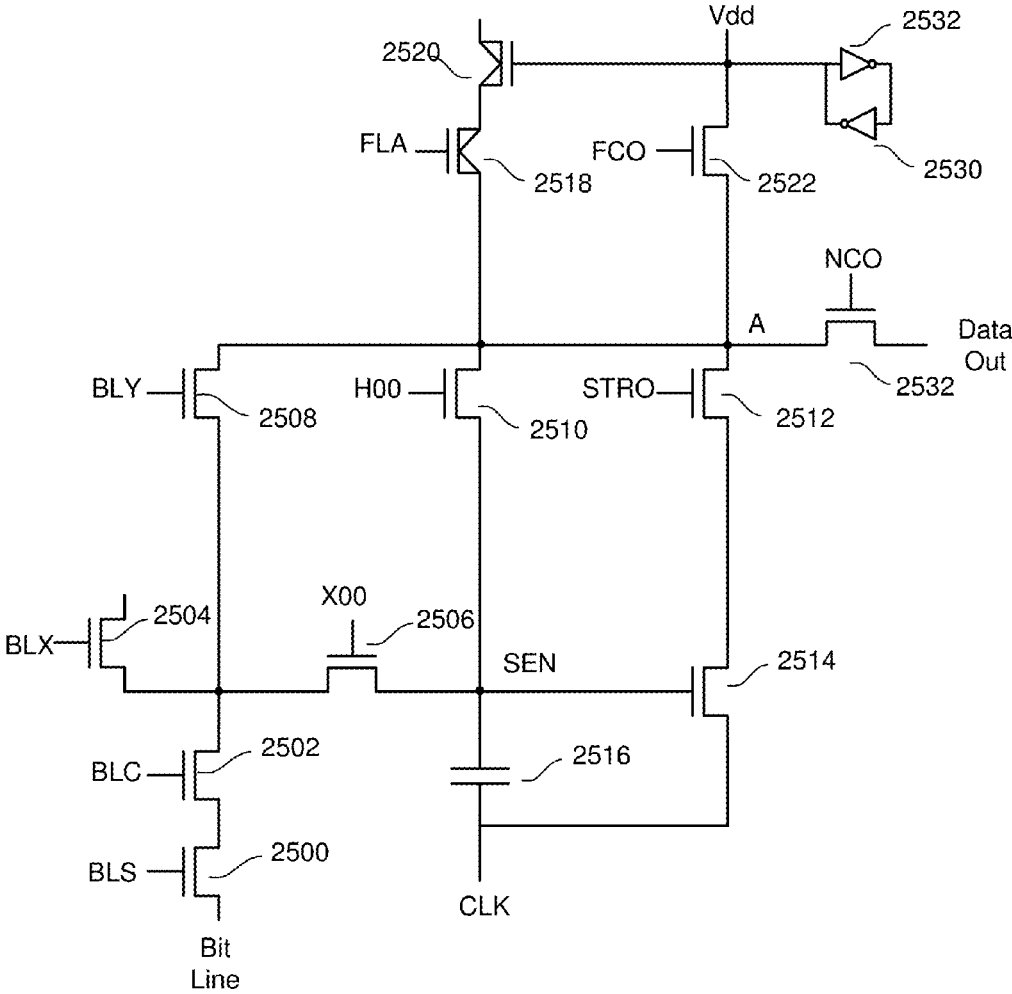 Vdd
2532
2520
FLA
FCO
2518
2522
2530
NCO
A
Data
Out
BLY
H00
STRO
2532
2508
2510
2512
X00
2504
2506
BLX
SEN
2514
2502
2516
BLC
2500
BLS
CLK
Bit
Line